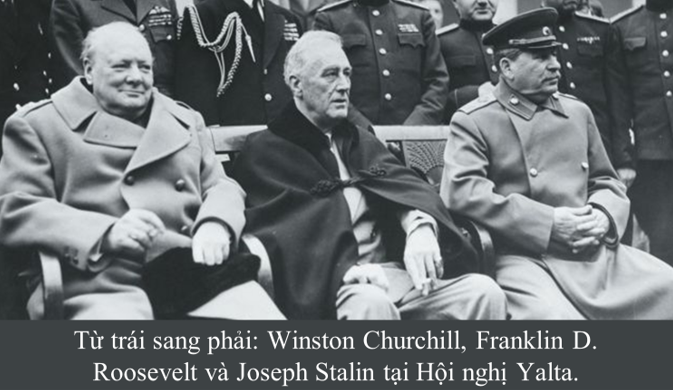 Từ trái sang phải: Winston Churchill, Franklin D.
Roosevelt và Joseph Stalin tại Hội nghị Yalta.